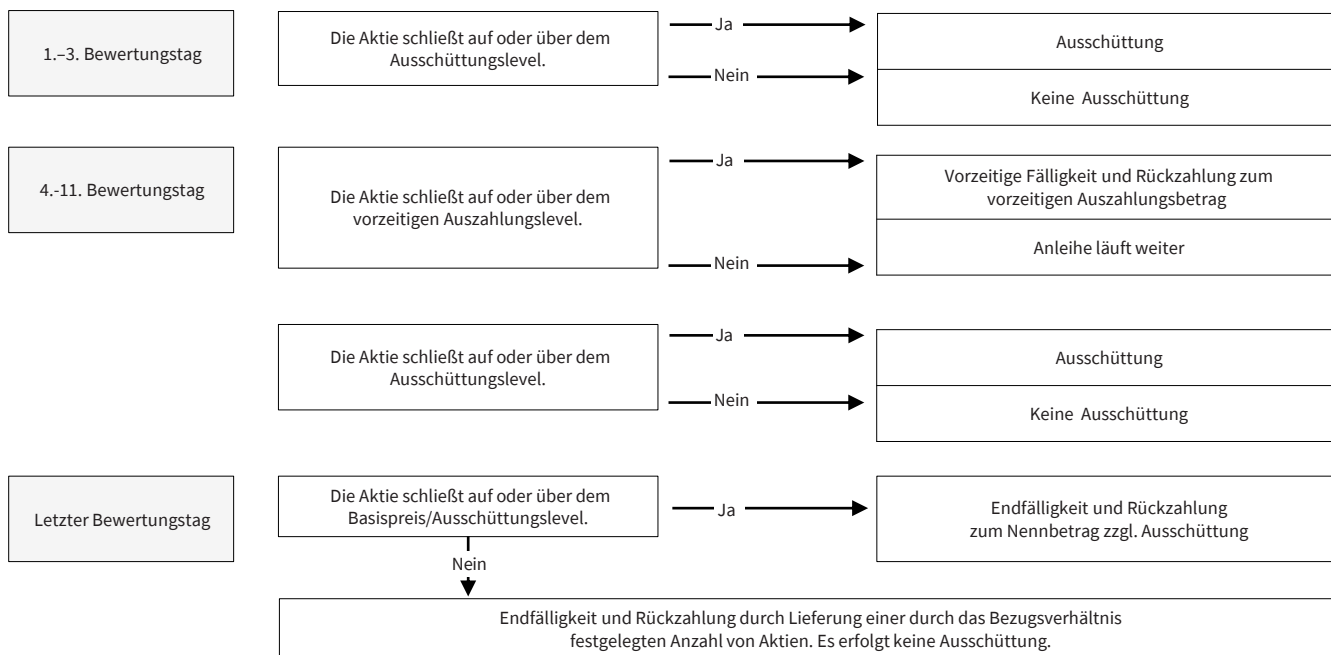 1.–3. Bewertungstag
Die Aktie schließt auf oder über dem
Ausschüttungslevel.
Ja
Ausschüttung
Nein
Keine Ausschüttung
4.-11. Bewertungstag
Die Aktie schließt auf oder über dem
vorzeitigen Auszahlungslevel.
Ja
Vorzeitige Fälligkeit und Rückzahlung zum
vorzeitigen Auszahlungsbetrag
Nein
Anleihe läuft weiter
Die Aktie schließt auf oder über dem
Ausschüttungslevel.
Ja
Ausschüttung
Nein
Keine Ausschüttung
Letzter Bewertungstag
Die Aktie schließt auf oder über dem
Basispreis/Ausschüttungslevel.
Ja
Endfälligkeit und Rückzahlung
zum Nennbetrag zzgl. Ausschüttung
Nein
Endfälligkeit und Rückzahlung durch Lieferung einer durch das Bezugsverhältnis
festgelegten Anzahl von Aktien. Es erfolgt keine Ausschüttung.